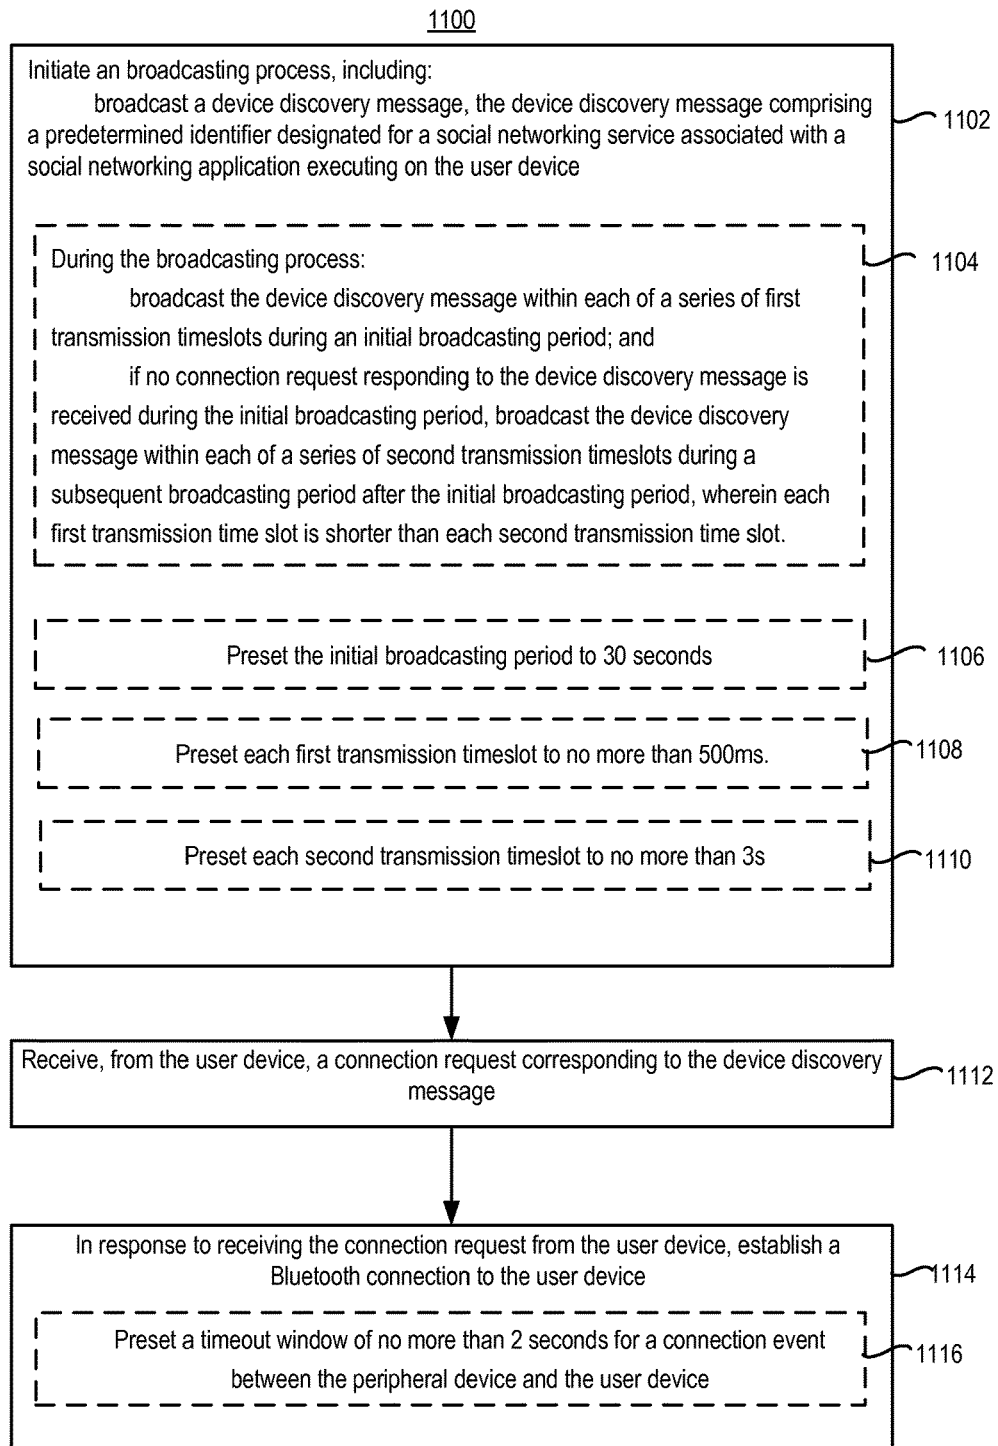 1100
Initiate an broadcasting process, including:
broadcast a device discovery message, the device discovery message comprising
a predetermined identifier designated for a social networking service associated with a
social networking application executing on the user device
1102
During the broadcasting process:
1104
broadcast the device discovery message within each of a series of first
transmission timeslots during an initial broadcasting period; and
if no connection request responding to the device discovery message is
received during the initial broadcasting period, broadcast the device discovery
message within each of a series of second transmission timeslots during a
subsequent broadcasting period after the initial broadcasting period, wherein each
first transmission time slot is shorter than each second transmission time slot.
Preset the initial broadcasting period to 30 seconds
1106
Preset each first transmission timeslot to no more than 500ms.
1108
Preset each second transmission timeslot to no more than 3s
1110
Receive, from the user device, a connection request corresponding to the device discovery
message
1112
In response to receiving the connection request from the user device, establish a
Bluetooth connection to the user device
1114
Preset a timeout window of no more than 2 seconds for a connection event
between the peripheral device and the user device
1116